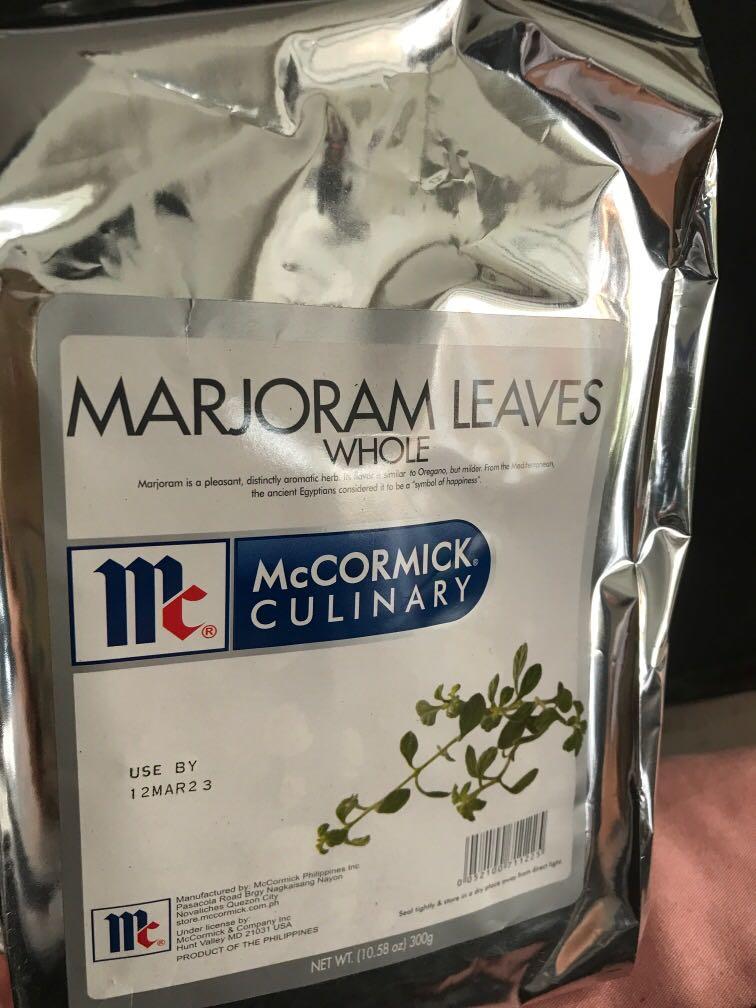 MARJORAM LEAVES
WHOLE
Marjoram is a pleasant, distinctly aromatic herb. Its flavor is similar to Oregano, but milder. From the Mediterranean,
the ancient Egyptians considered it to be a "symbol of happiness".
Mc® McCORMICK®
CULINARY
USE BY
12MAR23
Manufactured by: McCormick Philippines Inc
Pasacola Road Brgy Nagkaisang Nayon
Novaliches Quezon City
store.mccormick.com.ph
Under license by:
McCormick & Company Inc
Hunt Valley MD 21031 USA
PRODUCT OF THE PHILIPPINES
Mc®
Seal tightly & store in a dry place away from direct light.
NET WT. (10.58 oz) 300g